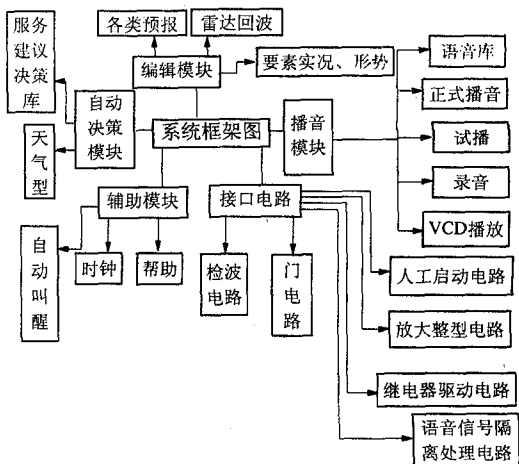 各类预报
雷达回波
服务
建议
决策
库
编辑模块
要素实况、形势
语音库
自动
决策
模块
系统框架图
播音
模块
正式播音
天
气
型
试播
录音
辅助模块
接口电路
VCD播放
自
动
叫
醒
时钟
帮助
检波
电路
门
电
路
人工启动电路
放大整型电路
继电器驱动电路
语音信号隔
离处理电路